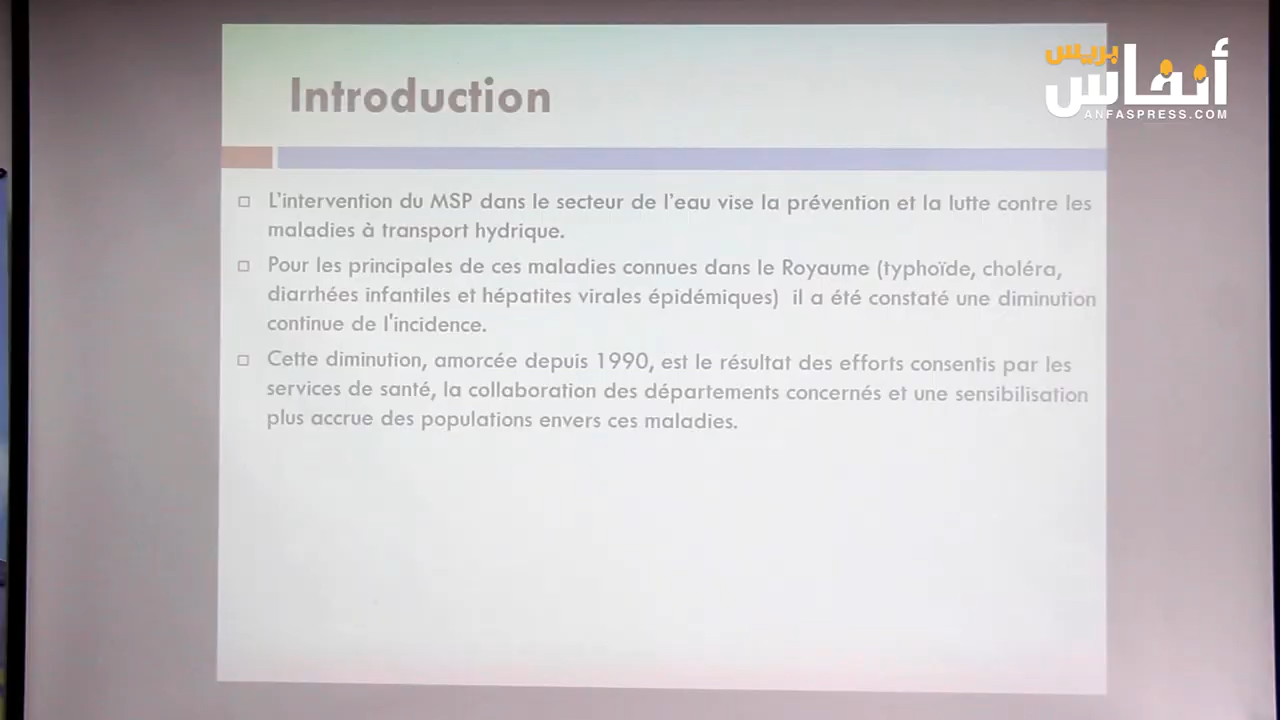 بريس
أنفاس
ANFASPRESS.COM
Introduction
L'intervention du MSP dans le secteur de l'eau vise la prévention et la lutte contre les
maladies à transport hydrique.
Pour les principales de ces maladies connues dans le Royaume (typhoïde, choléra,
diarrhées infantiles et hépatites virales épidémiques) il a été constaté une diminution
continue de l'incidence.
Cette diminution, amorcée depuis 1990, est le résultat des efforts consentis par les
services de santé, la collaboration des départements concernés et une sensibilisation
plus accrue des populations envers ces maladies.